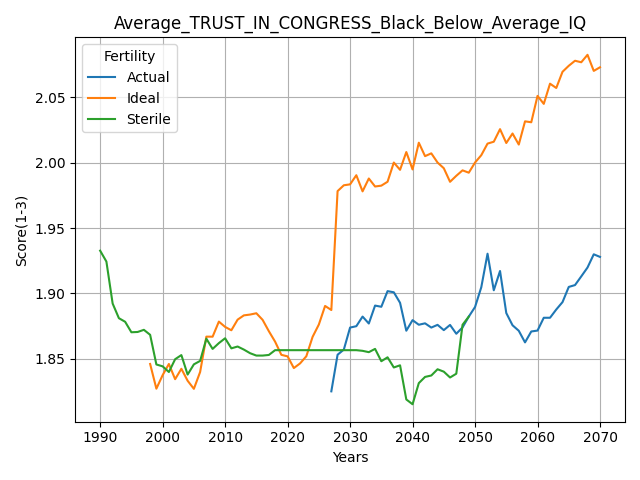 Average_TRUST_IN_CONGRESS_Black_Below_Average_IQ
Fertility
Actual
Ideal
Sterile
Score(1-3)
2.05
2.00
1.95
1.90
1.85
1990 2000 2010 2020 2030 2040 2050 2060 2070
Years